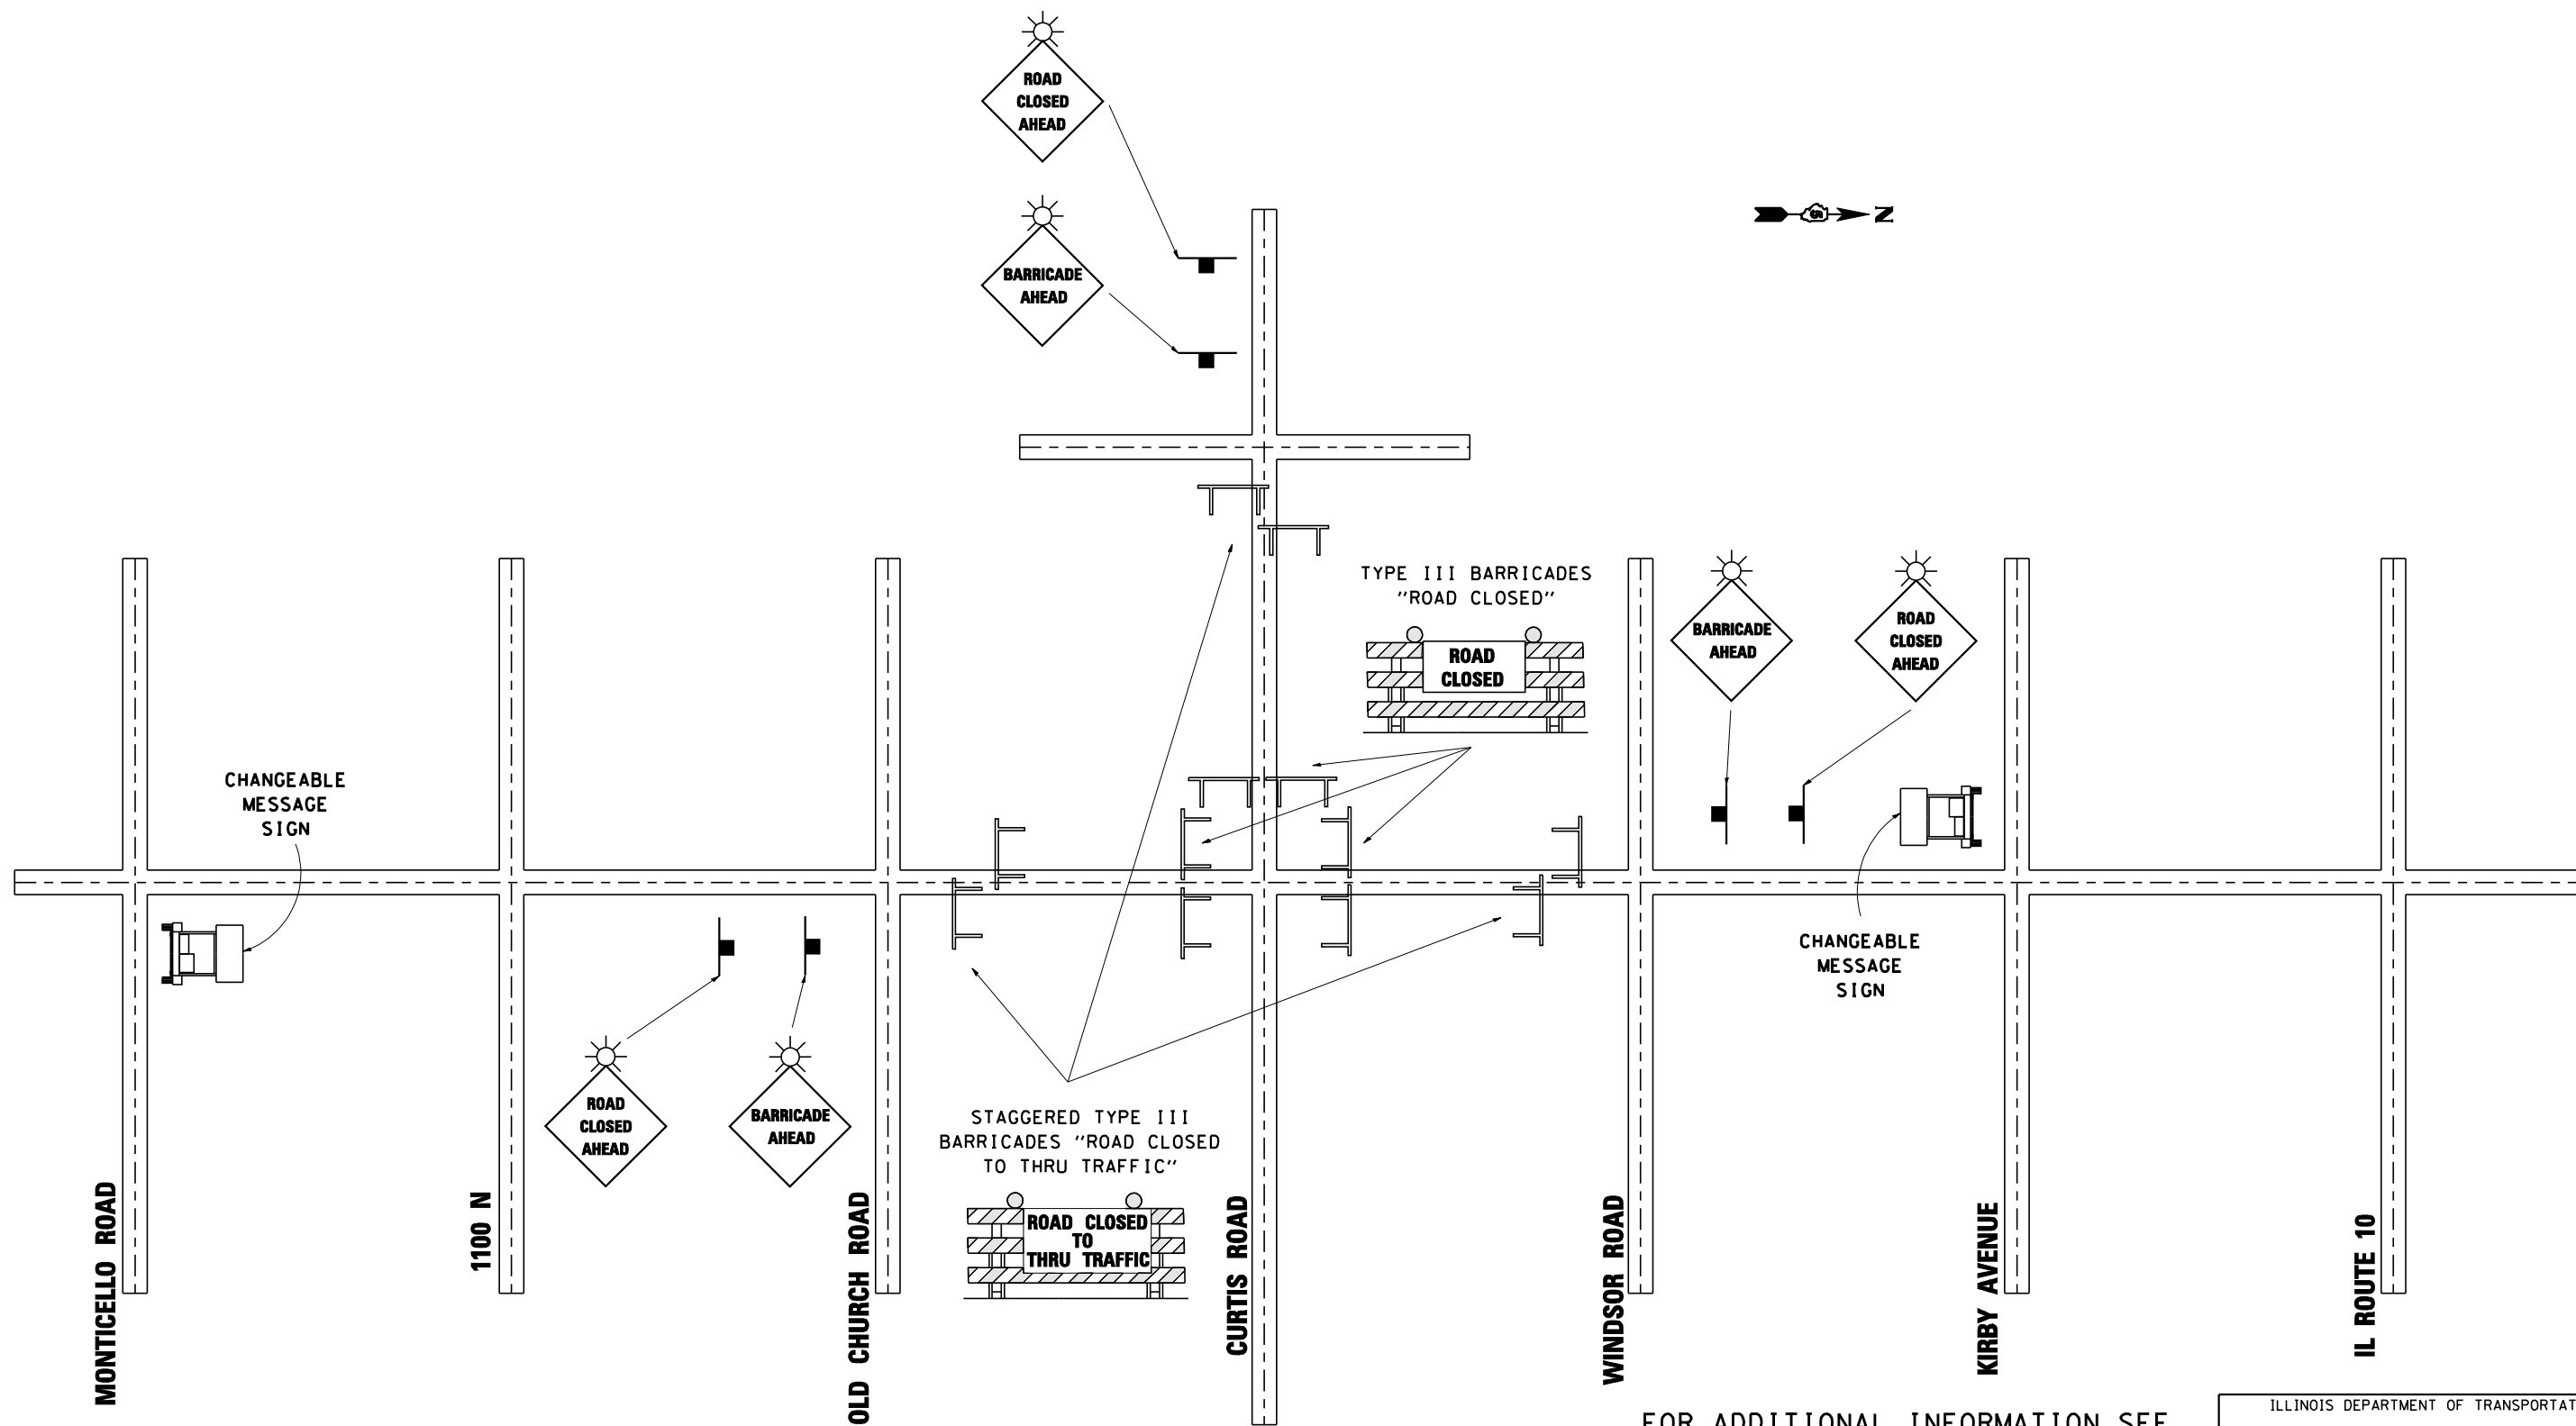 ROAD
CLOSED
AHEAD
BARRICADE
AHEAD
N
TYPE III BARRICADES
"ROAD CLOSED"
ROAD
CLOSED
BARRICADE
AHEAD
ROAD
CLOSED
AHEAD
CHANGEABLE
MESSAGE
SIGN
CHANGEABLE
MESSAGE
SIGN
ROAD
CLOSED
AHEAD
BARRICADE
AHEAD
STAGGERED TYPE III
BARRICADES "ROAD CLOSED
TO THRU TRAFFIC"
ROAD CLOSED
TO
THRU TRAFFIC
MONTICELLO ROAD
1100 N
OLD CHURCH ROAD
CURTIS ROAD
WINDSOR ROAD
KIRBY AVENUE
IL ROUTE 10
FOR ADDITIONAL INFORMATION SEE
ILLINOIS DEPARTMENT OF TRANSPORTAT